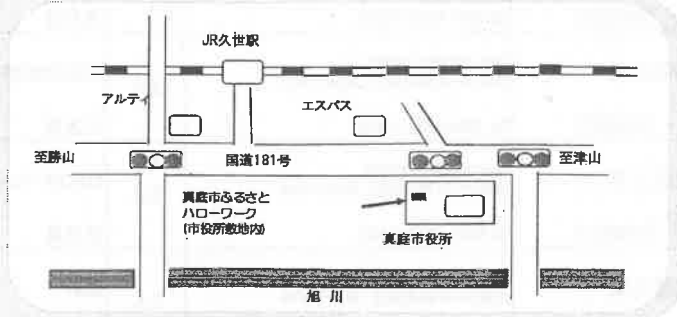 JR久世駅
アルティ
エスパス
至勝山
国道181号
至津山
真庭市ふるさと
ハローワーク
(市役所敷地内)
真庭市役所
旭川